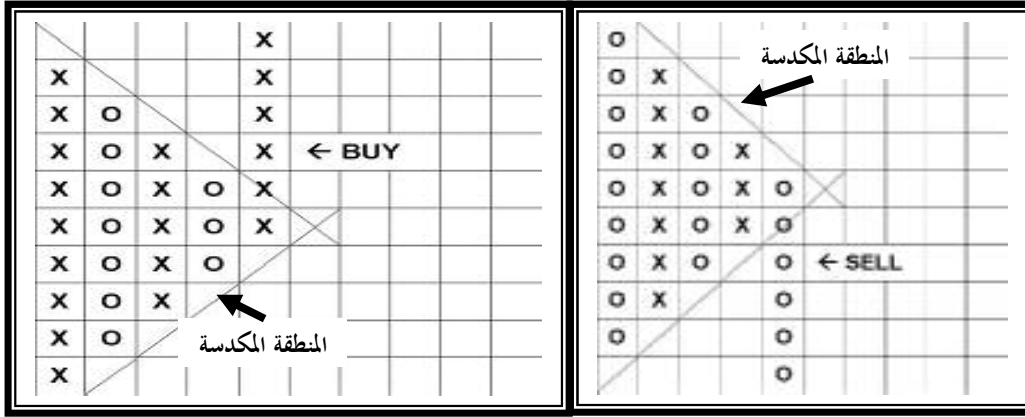 X
X X
X O X
X O X X ← BUY
X O X O X
X O X O X
X O X O
X O X
X O
المنطقة المكدسة
X
O
المنطقة المكدسة
O X
O X O
O X O X
O X O X O
O X O X O
O X O O ← SELL
O X O
O O
O